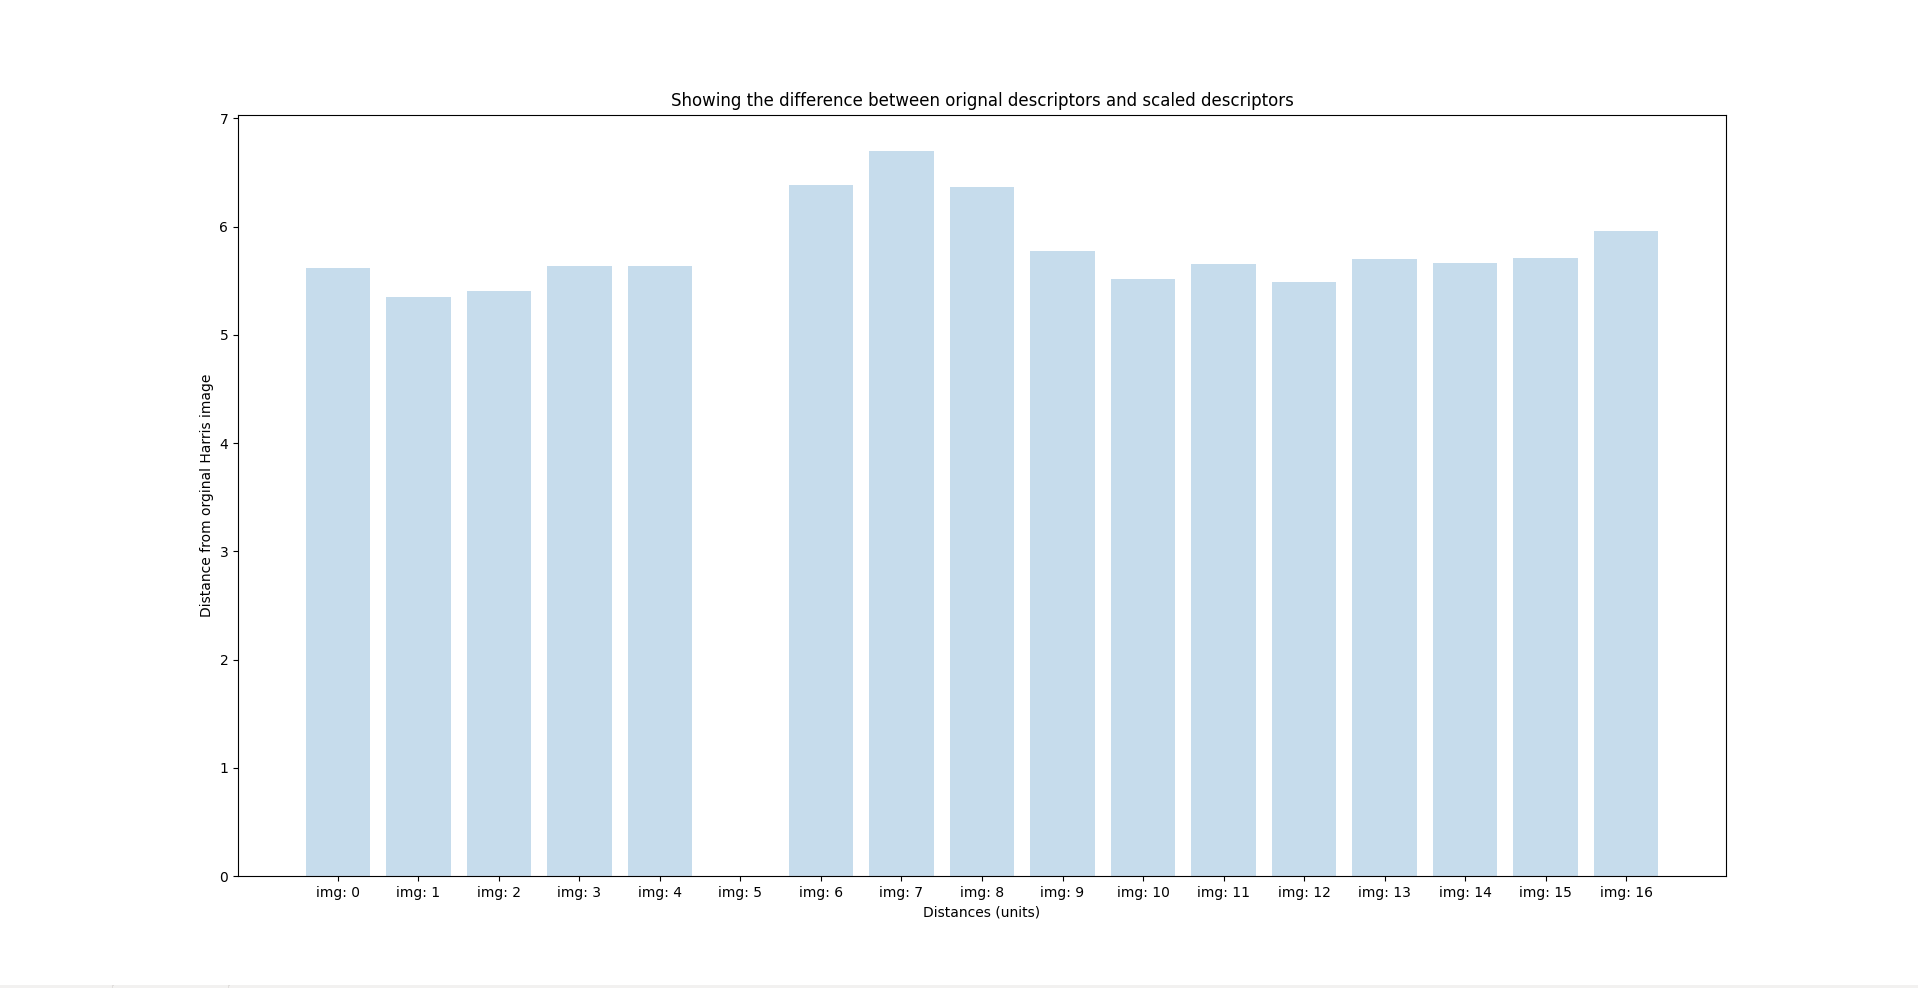 Showing the difference between orignal descriptors and scaled descriptors
7
6
5
4
3
2
1
0
Distance from orginal Harris image
img: 0 img: 1 img: 2 img: 3 img: 4 img: 5 img: 6 img: 7 img: 8 img: 9 img: 10 img: 11 img: 12 img: 13 img: 14 img: 15 img: 16
Distances (units)